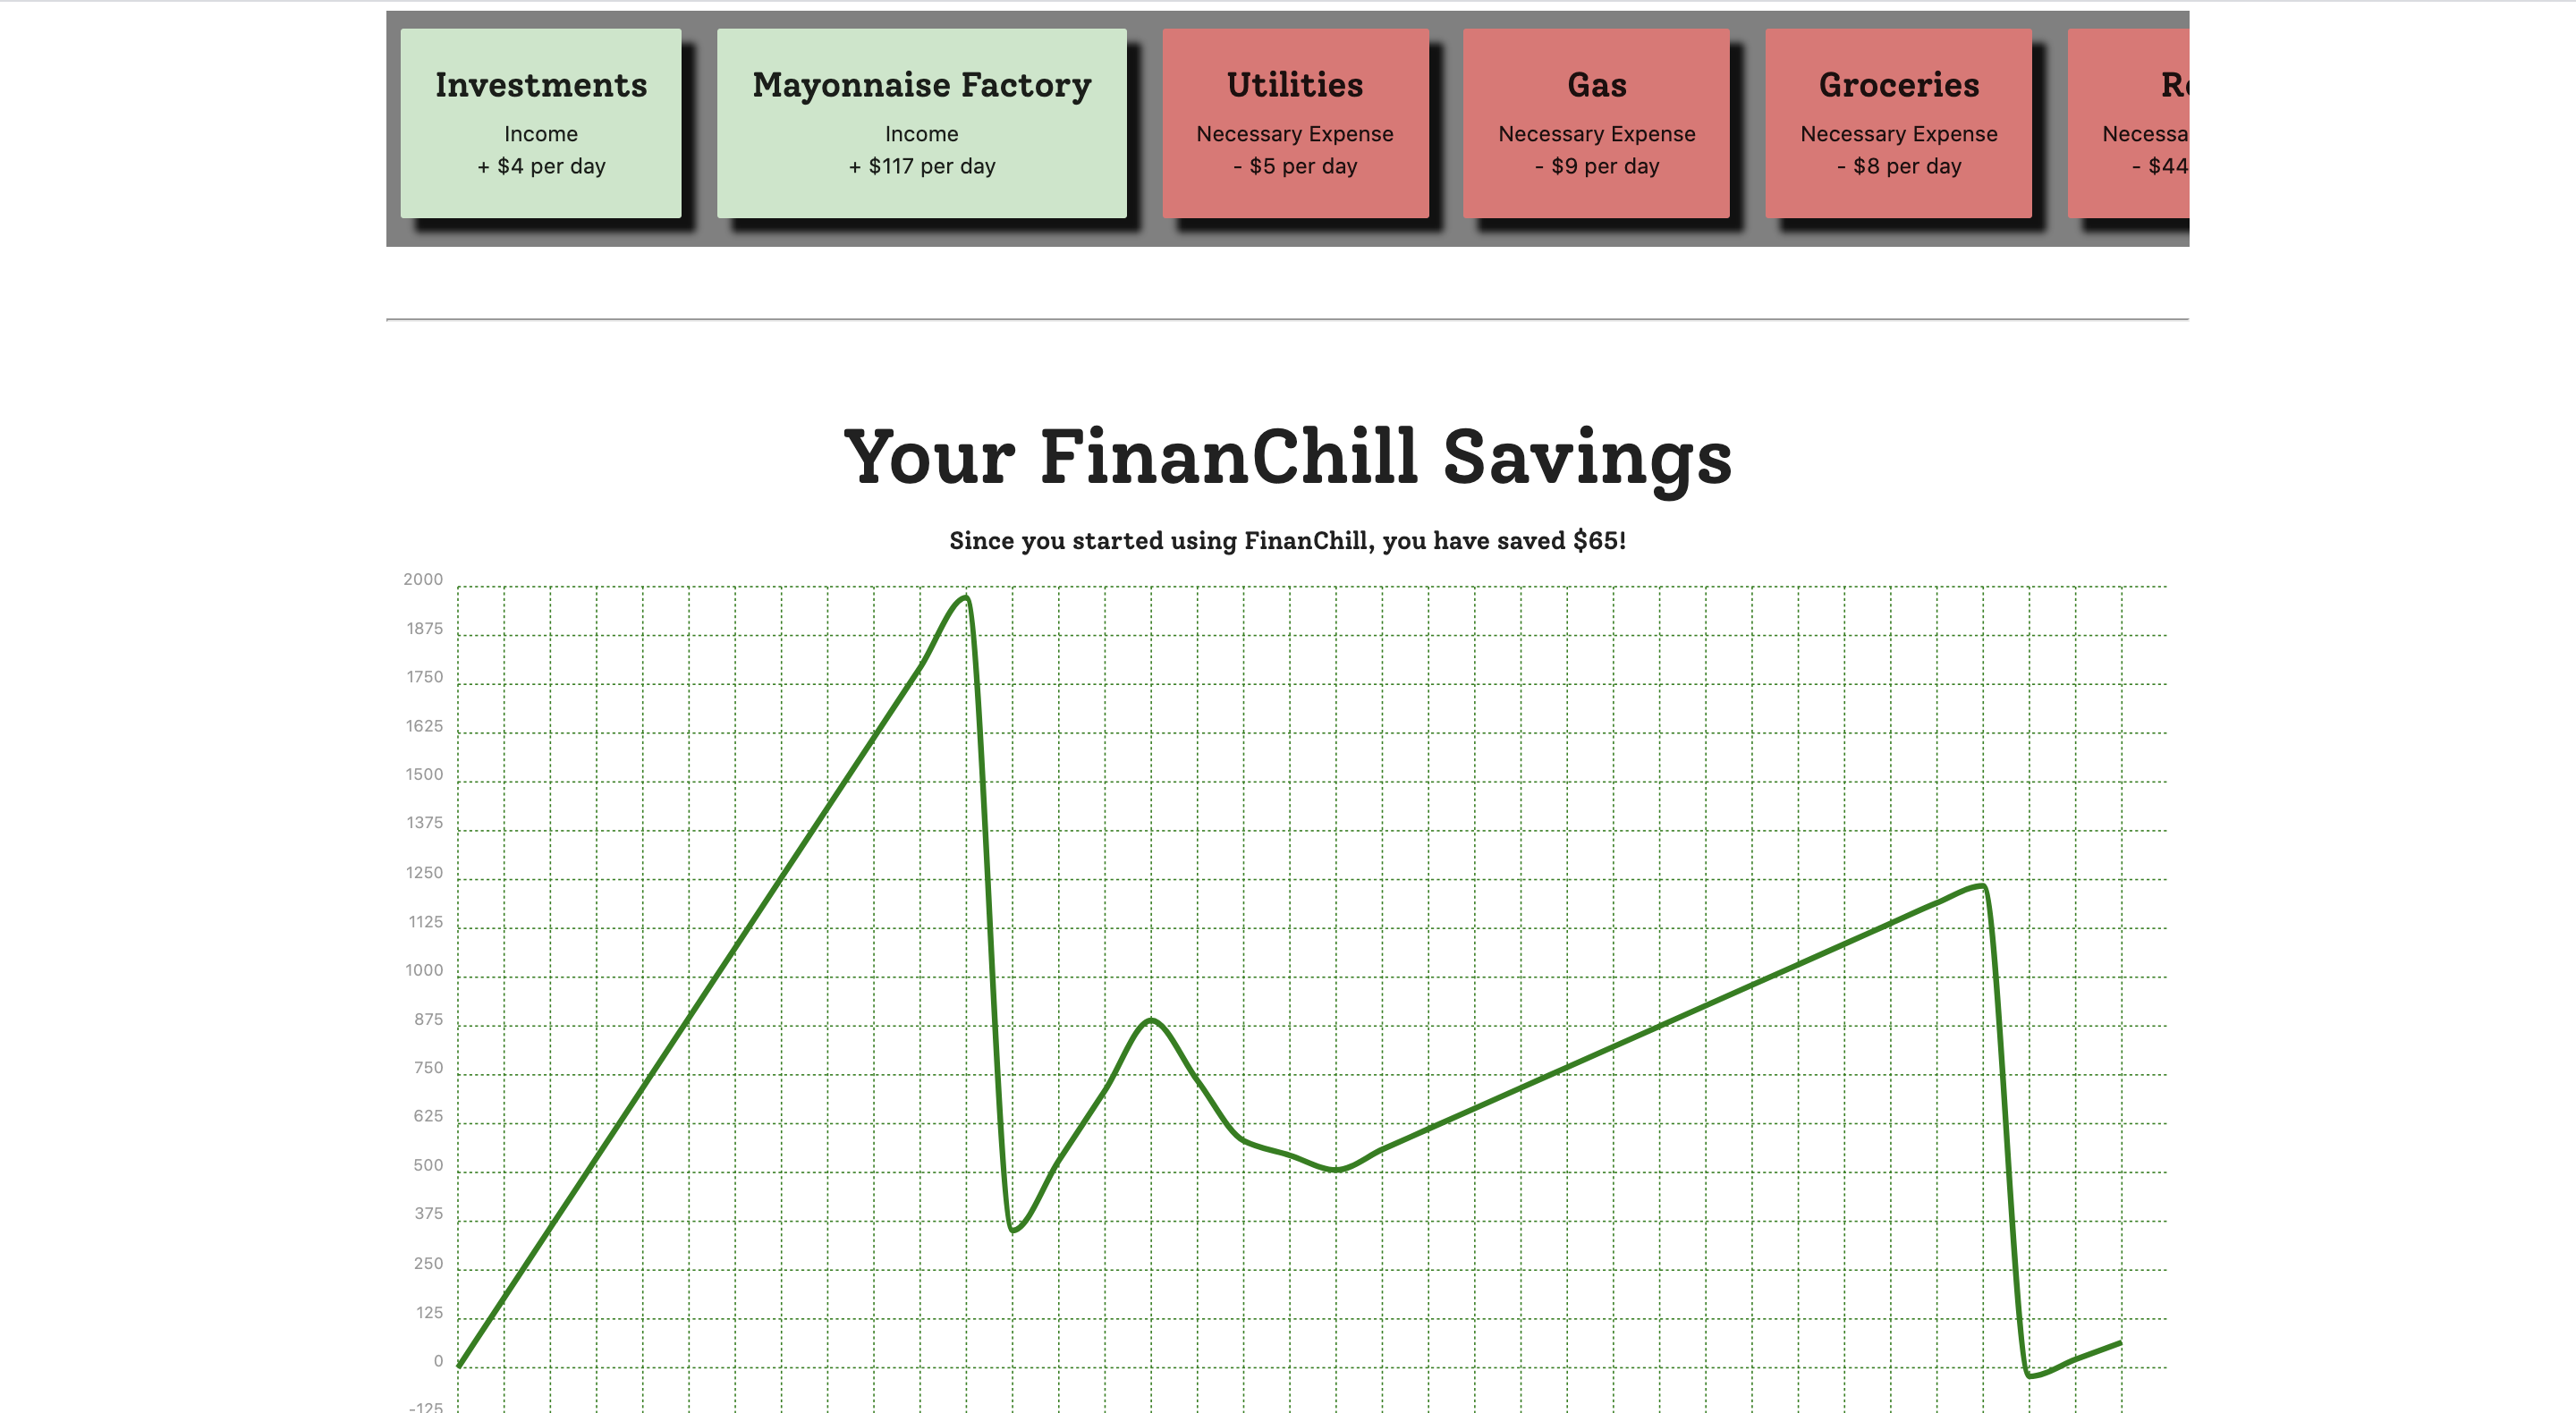 Investments
Income
+ $4 per day
Mayonnaise Factory
Income
+ $117 per day
Utilities
Necessary Expense
- $5 per day
Gas
Necessary Expense
- $9 per day
Groceries
Necessary Expense
- $8 per day
Necessa
- $44
Your FinanChill Savings
Since you started using FinanChill, you have saved $65!
2000
1875
1750
1625
1500
1375
1250
1125
1000
875
750
625
500
375
250
125
0
-125